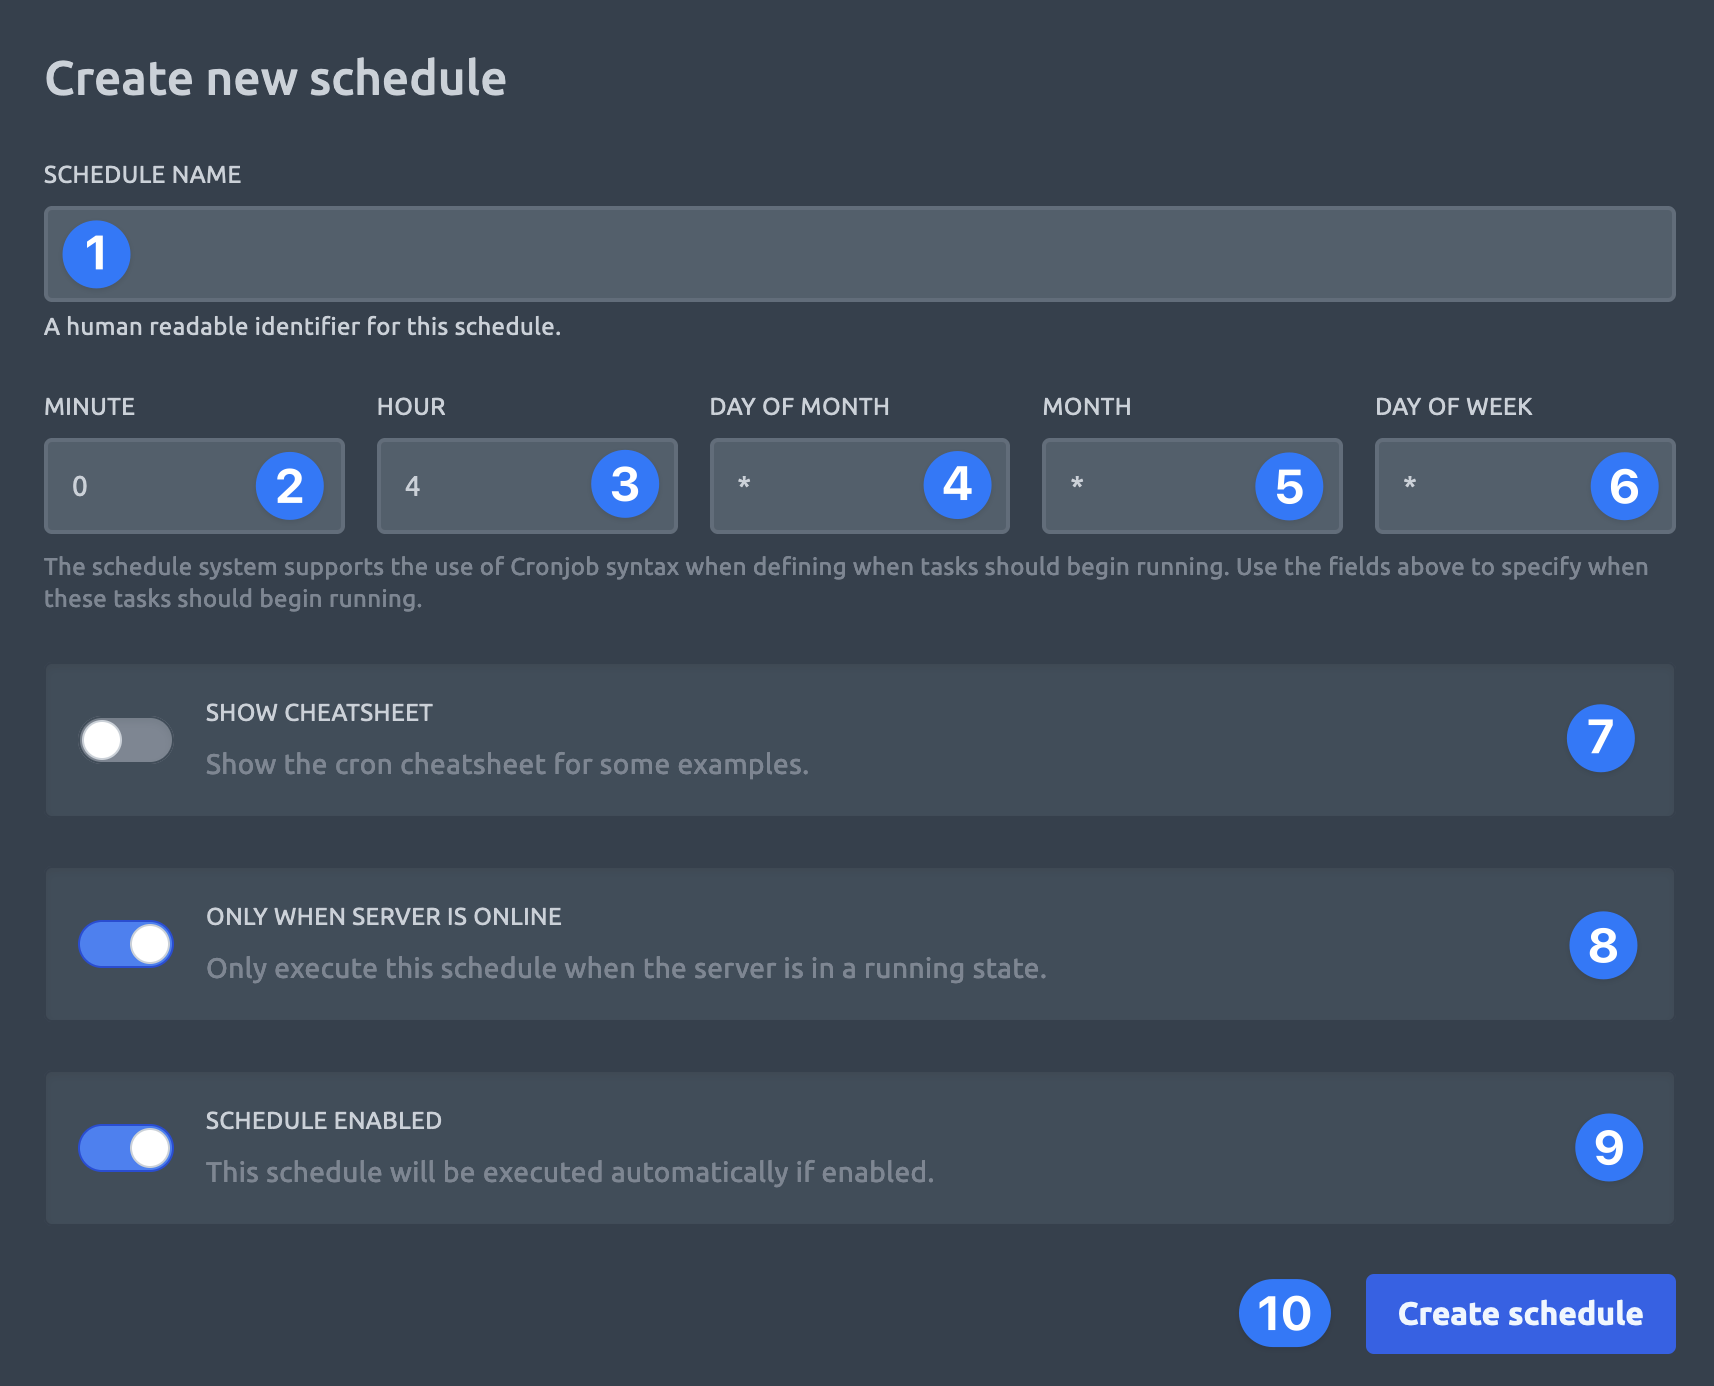 Create new schedule
SCHEDULE NAME
1
A human readable identifier for this schedule.
MINUTE HOUR DAY OF MONTH MONTH DAY OF WEEK
0 2 4 3 * 4 * 5 * 6
The schedule system supports the use of Cronjob syntax when defining when tasks should begin running. Use the fields above to specify when
these tasks should begin running.
SHOW CHEATSHEET
Show the cron cheatsheet for some examples.
7
ONLY WHEN SERVER IS ONLINE
Only execute this schedule when the server is in a running state.
8
SCHEDULE ENABLED
This schedule will be executed automatically if enabled.
9
10 Create schedule